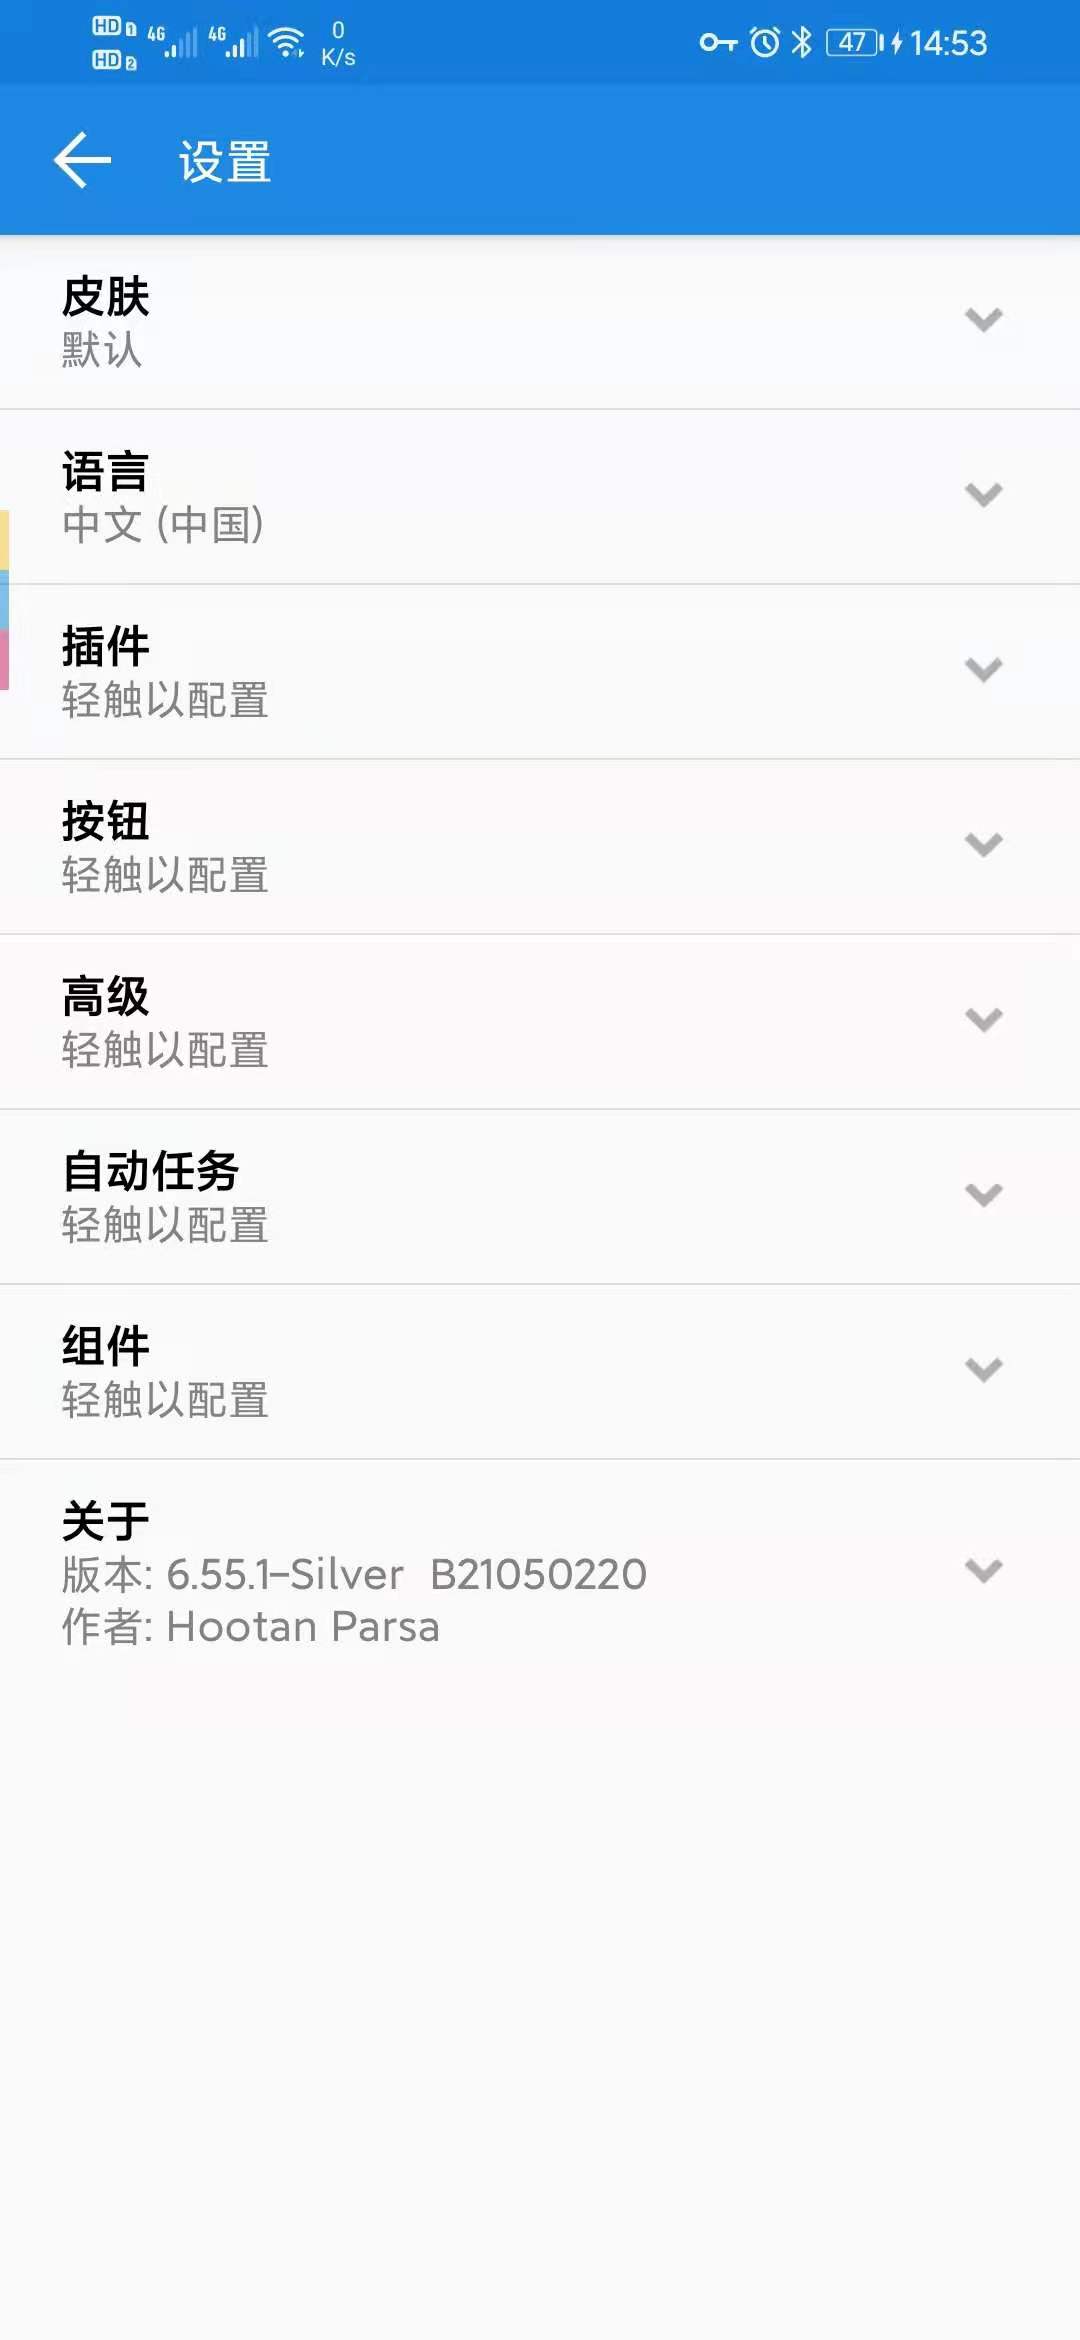 HD 1 4G 4G 0
HD 2 K/s
47 14:53
设置
皮肤
默认
语言
中文 (中国)
插件
轻触以配置
按钮
轻触以配置
高级
轻触以配置
自动任务
轻触以配置
组件
轻触以配置
关于
版本: 6.55.1-Silver B21050220
作者: Hootan Parsa